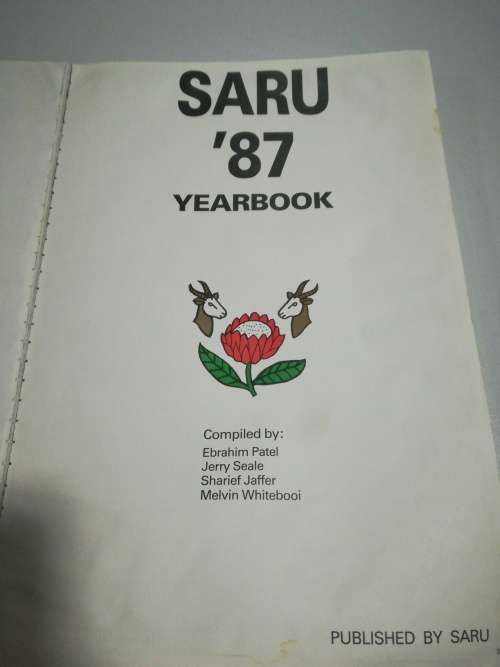 SARU
'87
YEARBOOK
Compiled by:
Ebrahim Patel
Jerry Seale
Sharief Jaffer
Melvin Whitebooi
PUBLISHED BY SARU